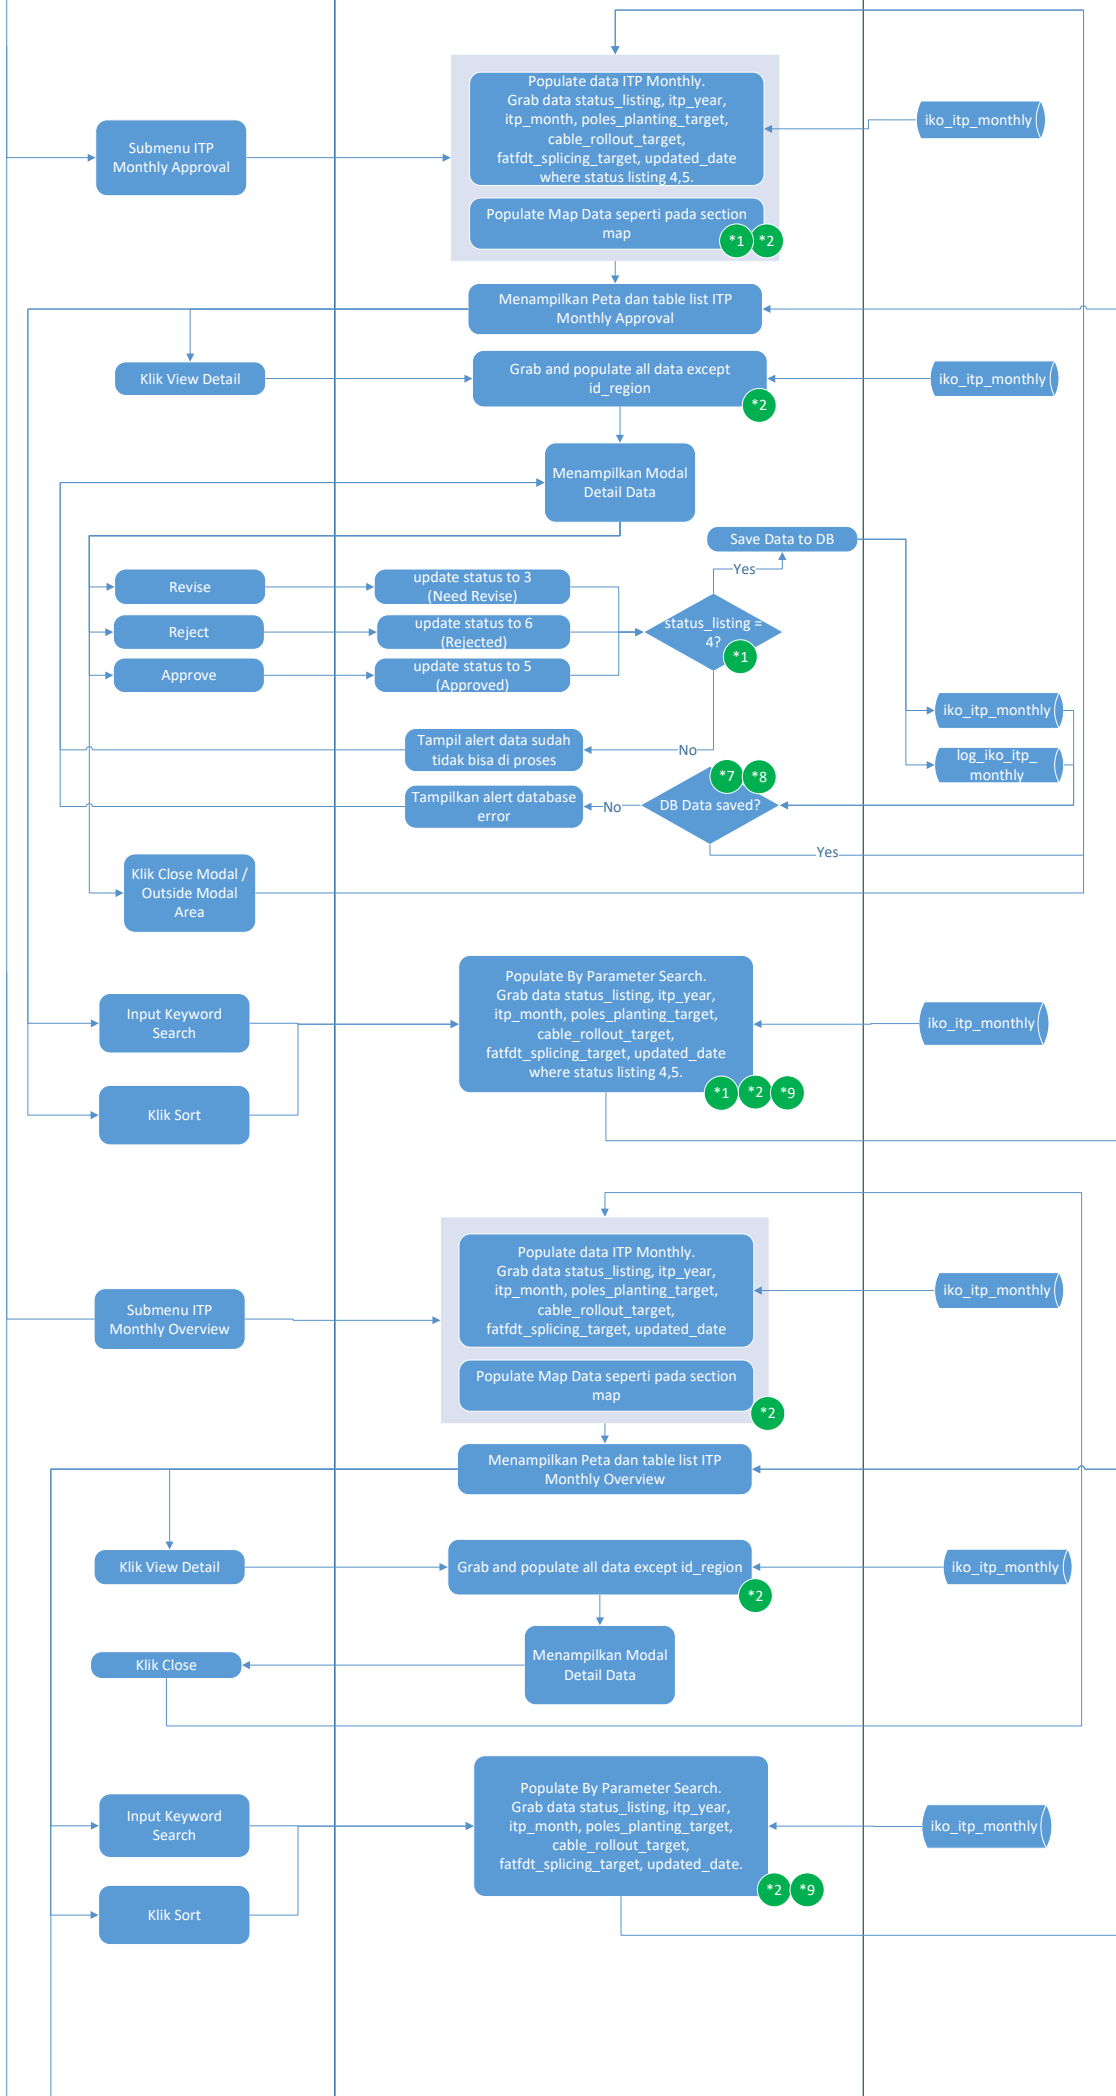 Populate data ITP Monthly.
Grab data status_listing, itp_year,
itp_month, poles_planting_target,
cable_rollout_target,
fatfdt_splicing_target, updated_date
where status listing 4,5.
iko_itp_monthly
Submenu ITP
Monthly Approval
Populate Map Data seperti pada section
map
*1
*2
Menampilkan Peta dan table list ITP
Monthly Approval
Klik View Detail
Grab and populate all data except
id_region
*2
iko_itp_monthly
Menampilkan Modal
Detail Data
Save Data to DB
Yes
Revise
update status to 3
(Need Revise)
Reject
update status to 6
(Rejected)
status_listing =
4?
*1
Approve
update status to 5
(Approved)
iko_itp_monthly
Tampil alert data sudah
tidak bisa di proses
No
log_iko_itp_
monthly
*7
*8
Tampilkan alert database
error
No
DB Data saved?
Yes
Klik Close Modal /
Outside Modal
Area
Populate By Parameter Search.
Grab data status_listing, itp_year,
itp_month, poles_planting_target,
cable_rollout_target,
fatfdt_splicing_target, updated_date
where status listing 4,5.
*1
*2
*9
Input Keyword
Search
iko_itp_monthly
Klik Sort
Populate data ITP Monthly.
Grab data status_listing, itp_year,
itp_month, poles_planting_target,
cable_rollout_target,
fatfdt_splicing_target, updated_date
iko_itp_monthly
Submenu ITP
Monthly Overview
Populate Map Data seperti pada section
map
*2
Menampilkan Peta dan table list ITP
Monthly Overview
Klik View Detail
Grab and populate all data except id_region
*2
iko_itp_monthly
Menampilkan Modal
Detail Data
Klik Close
Populate By Parameter Search.
Grab data status_listing, itp_year,
itp_month, poles_planting_target,
cable_rollout_target,
fatfdt_splicing_target, updated_date.
*2
*9
Input Keyword
Search
iko_itp_monthly
Klik Sort